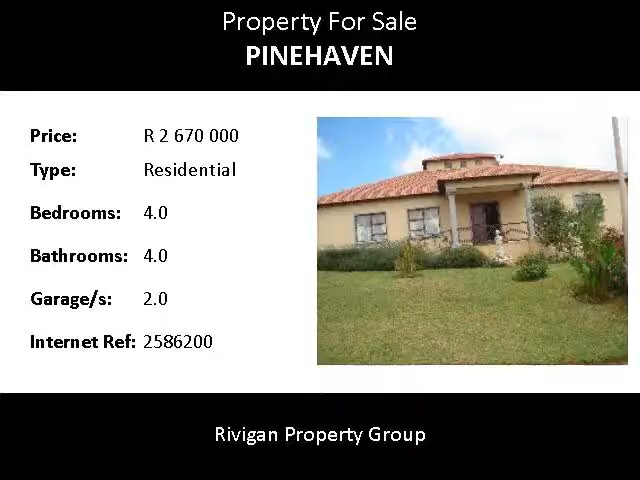 Property For Sale
PINEHAVEN
Price: R 2 670 000
Type: Residential
Bedrooms: 4.0
Bathrooms: 4.0
Garage/s: 2.0
Internet Ref: 2586200
Rivigan Property Group